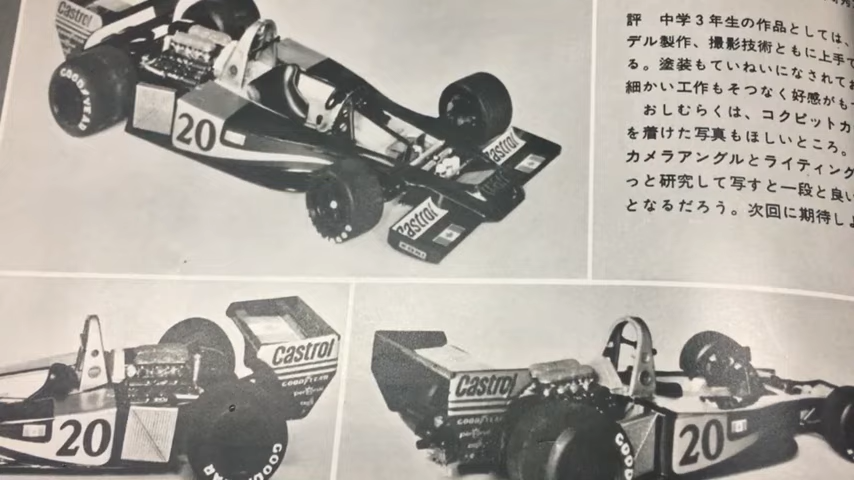 Castrol
GOODYEAR
20
Castrol
Castrol
評 中学3年生の作品としては、
デル製作、撮影技術ともに上手て
る。塗装もていねいになされてお
細かい工作もそつなく好感がも
おしむらくは、コクピットカ
を着けた写真もほしいところ。
カメラアングルとライティング
っと研究して写すと一段と良い
となるだろう。次回に期待しよ
Castrol
GOODYEAR
20
GOODYEAR
Castrol
20
GOOD